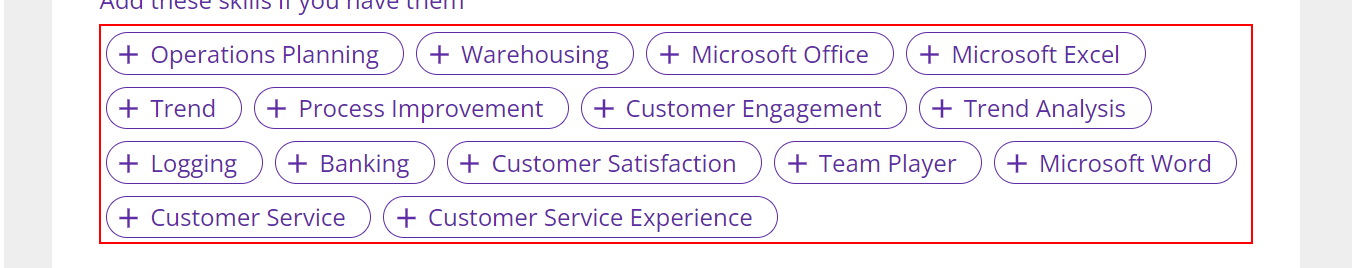 Add these skills if you have them
+ Operations Planning + Warehousing + Microsoft Office + Microsoft Excel
+ Trend + Process Improvement + Customer Engagement + Trend Analysis
+ Logging + Banking + Customer Satisfaction + Team Player + Microsoft Word
+ Customer Service + Customer Service Experience